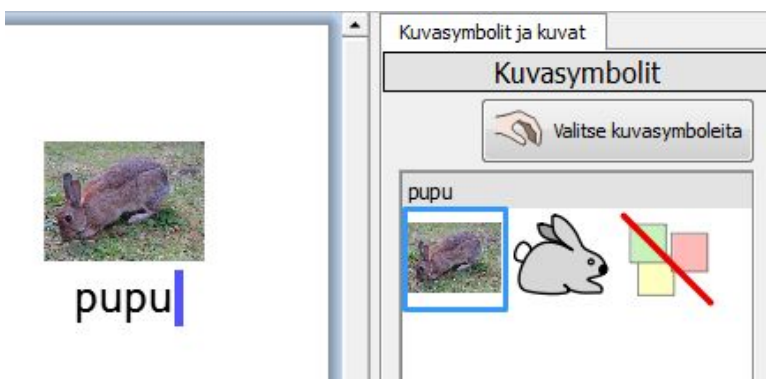 pupu
Kuvasymbolit ja kuvat
Kuvasymbolit
Valitse kuvasymboleita
pupu